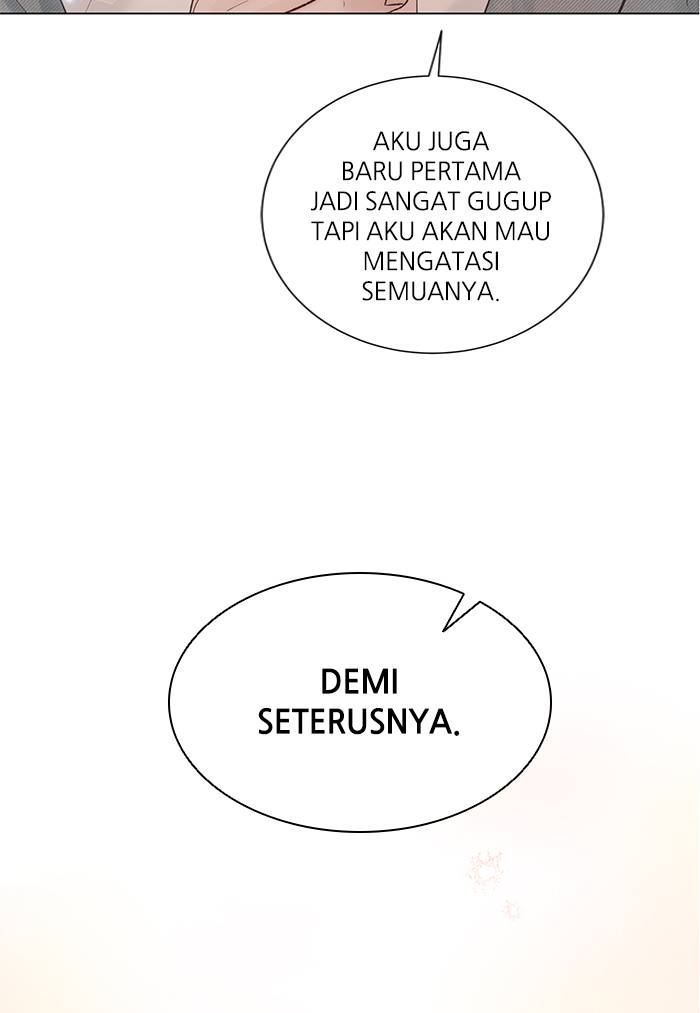 AKU JUGA
BARU PERTAMA
JADI SANGAT GUGUP
TAPI AKU AKAN MAU
MENGATASI
SEMUANYA.
DEMI
SETERUSNYA.